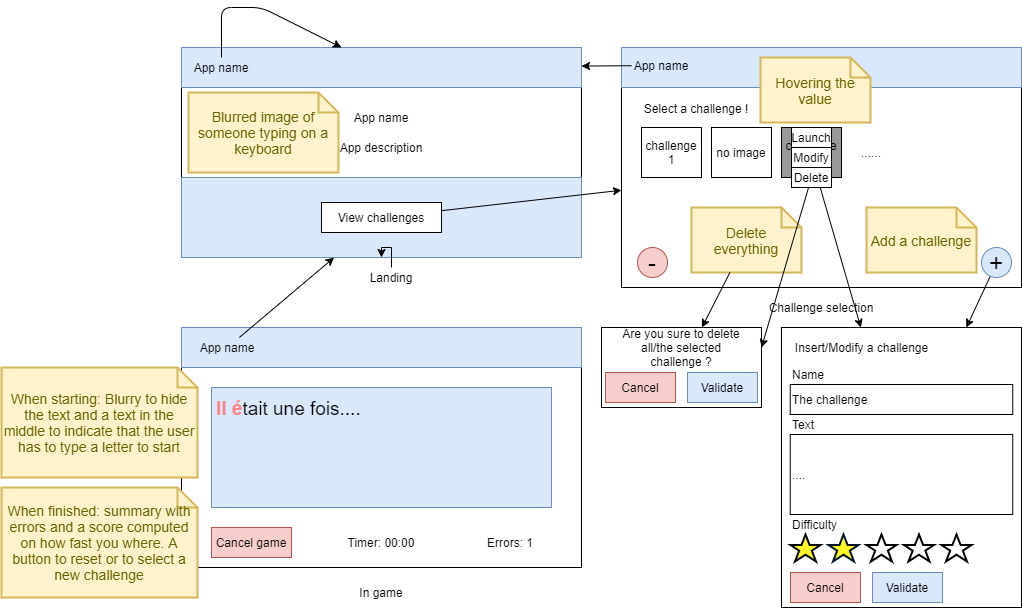 App name
Blurred image of
someone typing on a
keyboard
App name
App description
View challenges
Landing
App name
Hovering the
value
Select a challenge !
challenge
1
no image
Launch
Modify
Delete
......
Delete
everything
Add a challenge
-
+
Challenge selection
App name
Il était une fois....
Cancel game
Timer: 00:00
Errors: 1
In game
When starting: Blurry to hide
the text and a text in the
middle to indicate that the user
has to type a letter to start
When finished: summary with
errors and a score computed
on how fast you where. A
button to reset or to select a
new challenge
Are you sure to delete
all/the selected
challenge ?
Cancel
Validate
Insert/Modify a challenge
Name
The challenge
Text
....
Difficulty
Cancel
Validate